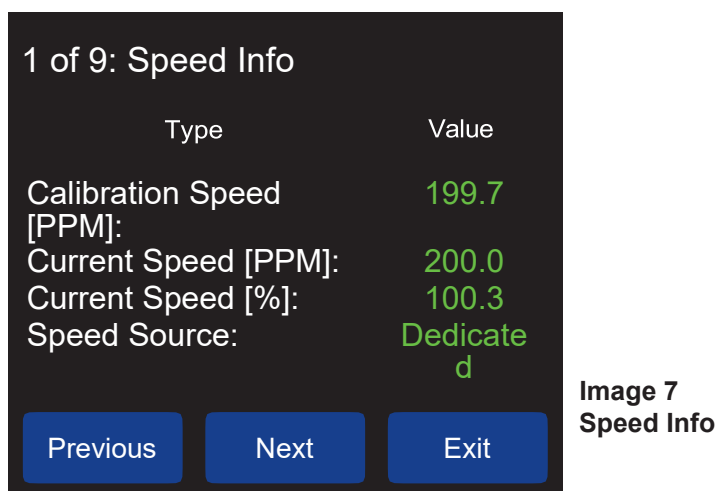 1 of 9: Speed Info
Type Value
Calibration Speed 199.7
[PPM]:
Current Speed [PPM]: 200.0
Current Speed [%]: 100.3
Speed Source: Dedicate
d
Image 7
Speed Info
Previous Next Exit